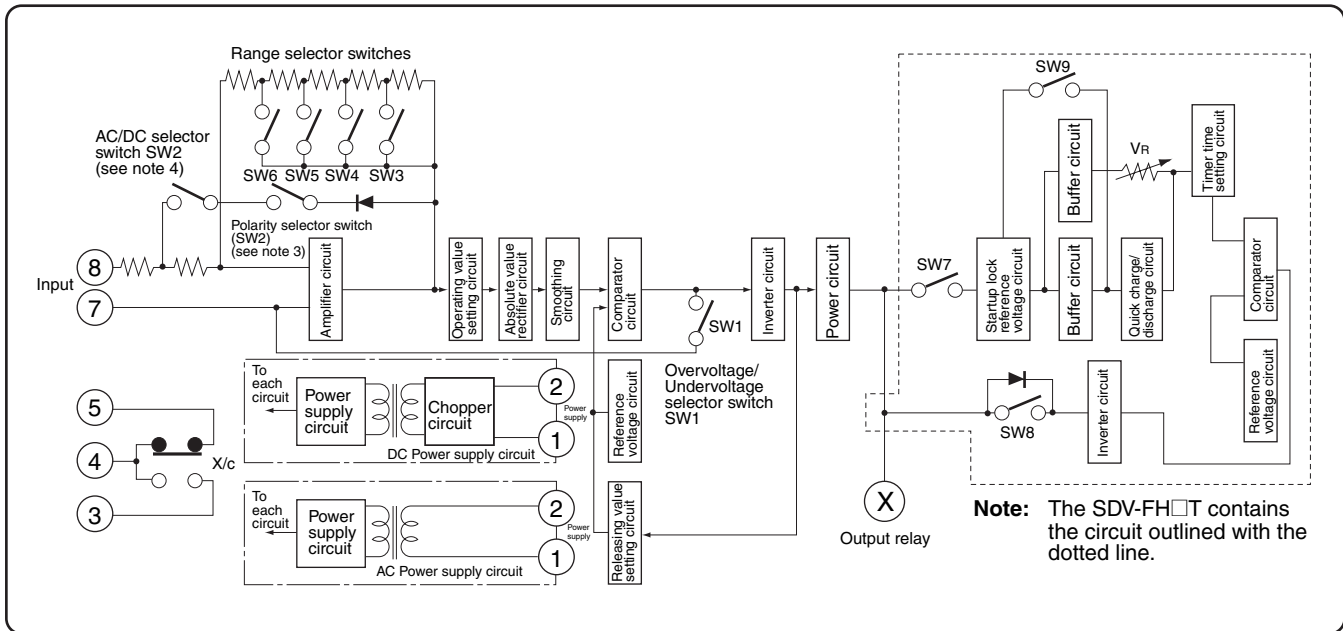 Range selector switches
SW6
SW5
SW4
SW3
AC/DC selector
switch SW2
(see note 4)
Polarity selector switch
(SW2)
(see note 3)
Input
8
7
Amplifier circuit
Operating value
setting circuit
Absolute value
rectifier circuit
Smoothing
circuit
Comparator
circuit
SW1
Overvoltage/
Undervoltage
selector switch
SW1
Inverter circuit
Power circuit
SW7
Startup lock
reference
voltage circuit
SW9
Buffer circuit
Buffer circuit
VR
Quick charge/
discharge circuit
Timer time
setting circuit
Comparator
circuit
Reference
voltage circuit
SW8
Inverter circuit
5
4
3
X/c
To
each
circuit
Power
supply
circuit
Chopper
circuit
2
1
Power
supply
DC Power supply circuit
Reference
voltage circuit
To
each
circuit
Power
supply
circuit
2
1
Power
supply
AC Power supply circuit
Releasing value
setting circuit
X
Output relay
Note: The SDV-FH□T contains
the circuit outlined with the
dotted line.